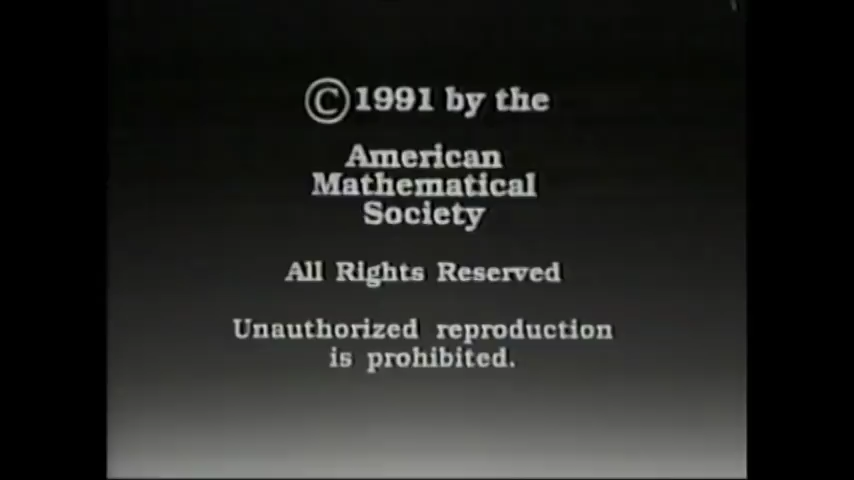 ©1991 by the
American
Mathematical
Society
All Rights Reserved
Unauthorized reproduction
is prohibited.